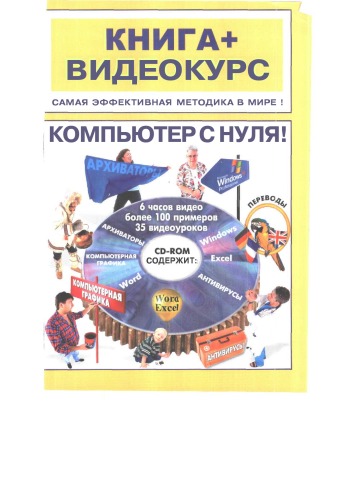 КНИГА+
ВИДЕОКУРС
САМАЯ ЭФФЕКТИВНАЯ МЕТОДИКА В МИРЕ !
КОМПЬЮТЕР С НУЛЯ!
АРХИВАТОРЫ
Windows
ПЕРЕВОДЫ
6 часов видео
более 100 примеров
35 видеоуроков
АРХИВАТОРЫ
CD-ROM
СОДЕРЖИТ:
Windows
КОМПЬЮТЕРНАЯ
ГРАФИКА
Excel
Word
АНТИВИРУСЫ
КОМПЬЮТЕРНАЯ
ГРАФИКА
Word
Excel
АНТИВИРУСЫ